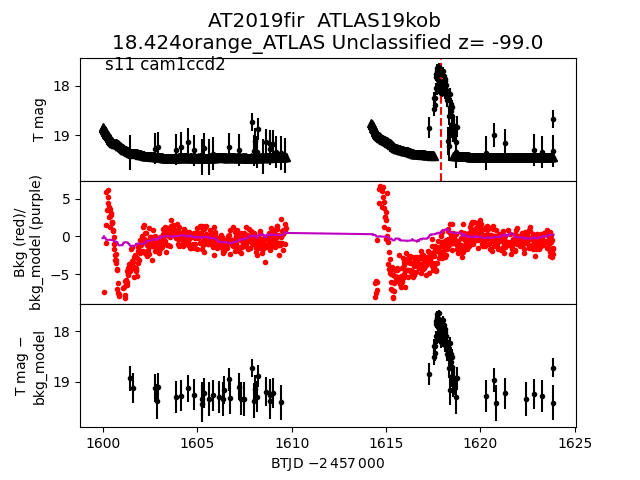 AT2019fir  ATLAS19kob
18.424orange_ATLAS Unclassified z= -99.0
s11 cam1ccd2
T mag
18
19
Bkg (red)/
bkg_model (purple)
5
0
−5
T mag −
bkg_model
18
19
1600 1605 1610 1615 1620 1625
BTJD −2 457 000